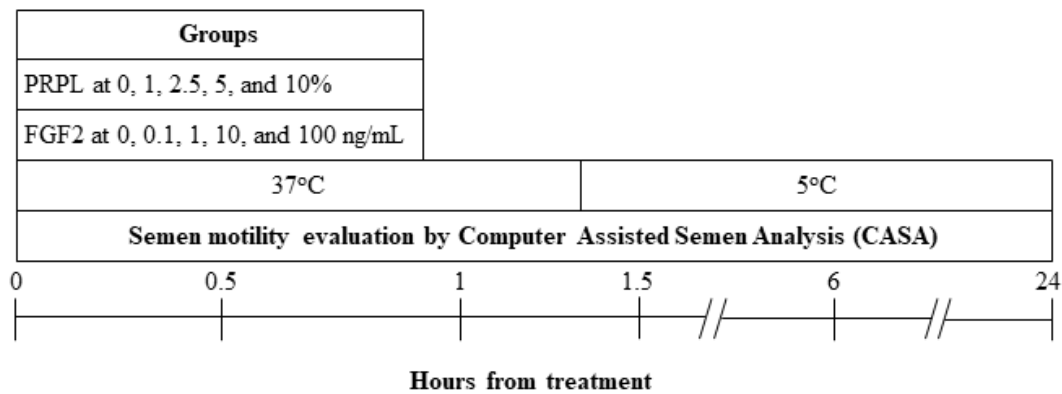 Groups
PRPL at 0, 1, 2.5, 5, and 10%
FGF2 at 0, 0.1, 1, 10, and 100 ng/mL
37°C 5°C
Semen motility evaluation by Computer Assisted Semen Analysis (CASA)
0 0.5 1 1.5 6 24
Hours from treatment